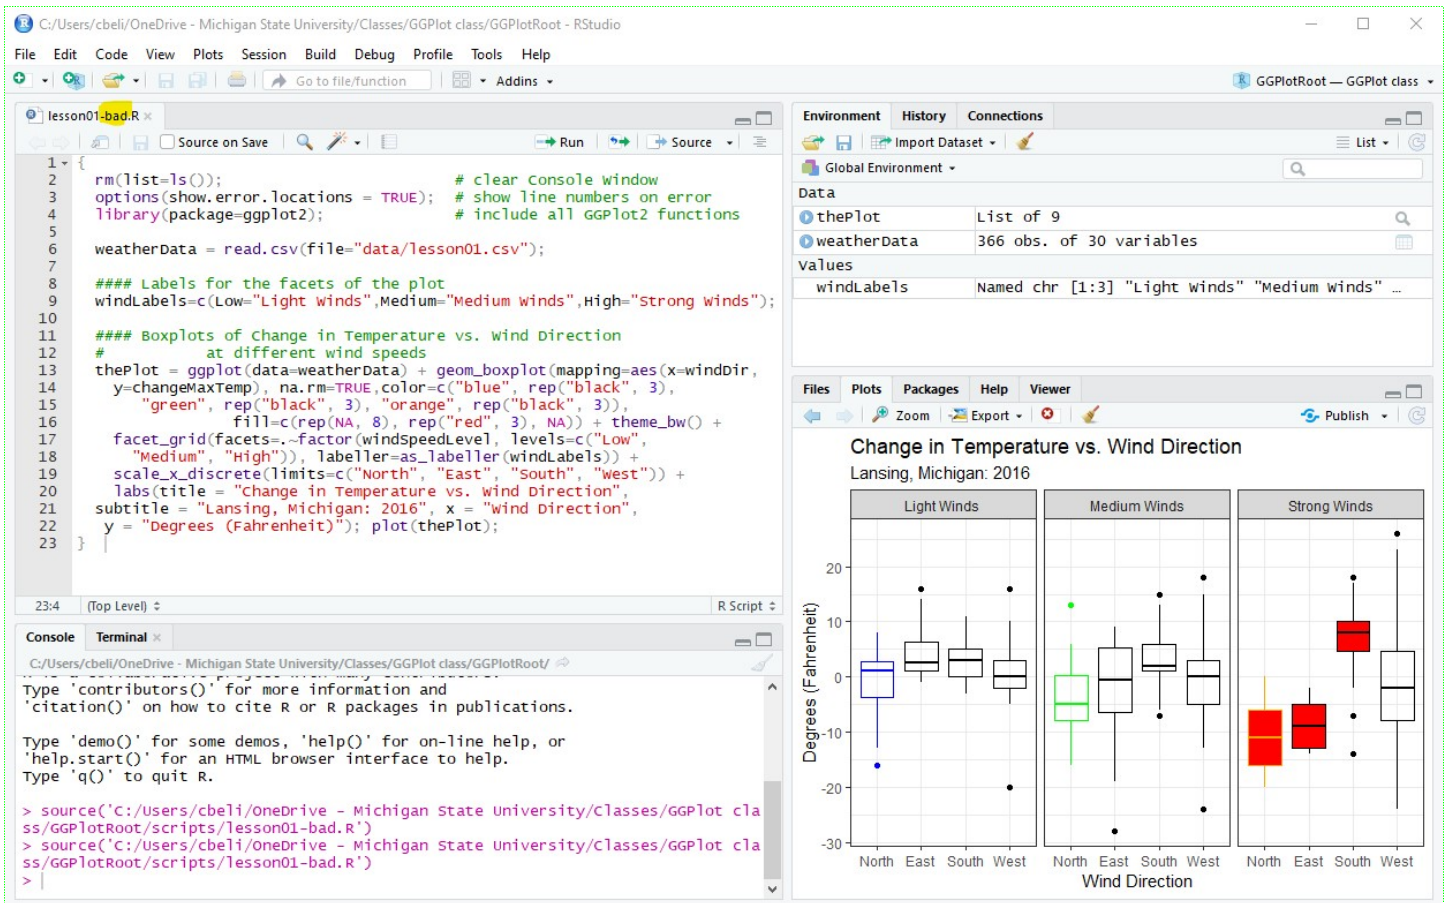 C:/Users/cbeli/OneDrive - Michigan State University/Classes/GGPlot class/GGPlotRoot - RStudio
File Edit Code View Plots Session Build Debug Profile Tools Help
Go to file/function Addins GGPlotRoot — GGPlot class
lesson01-bad.R
Source on Save Run Source
1 {
2 rm(list=ls()); # clear Console Window
3 options(show.error.locations = TRUE); # show line numbers on error
4 library(package=ggplot2); # include all GGPlot2 functions
5
6 weatherData = read.csv(file="data/lesson01.csv");
7
8 #### Labels for the facets of the plot
9 windLabels=c(Low="Light Winds",Medium="Medium Winds",High="Strong Winds");
10
11 #### Boxplots of Change in Temperature vs. Wind Direction
12 # at different wind speeds
13 thePlot = ggplot(data=weatherData) + geom_boxplot(mapping=aes(x=windDir,
14 y=changeMaxTemp), na.rm=TRUE,color=c("blue", rep("black", 3),
15 "green", rep("black", 3), "orange", rep("black", 3)),
16 fill=c(rep(NA, 8), rep("red", 3), NA)) + theme_bw() +
17 facet_grid(facets=.~factor(windSpeedLevel, levels=c("Low",
18 "Medium", "High")), labeller=as_labeller(windLabels)) +
19 scale_x_discrete(limits=c("North", "East", "South", "West")) +
20 labs(title = "Change in Temperature vs. Wind Direction",
21 subtitle = "Lansing, Michigan: 2016", x = "Wind Direction",
22 y = "Degrees (Fahrenheit)"); plot(thePlot);
23 }
23:4 (Top Level) R Script
Console Terminal
C:/Users/cbeli/OneDrive - Michigan State University/Classes/GGPlot class/GGPlotRoot/
Type 'contributors()' for more information and
'citation()' on how to cite R or R packages in publications.
Type 'demo()' for some demos, 'help()' for on-line help, or
'help.start()' for an HTML browser interface to help.
Type 'q()' to quit R.
> source('C:/Users/cbeli/OneDrive - Michigan State University/Classes/GGPlot cla
ss/GGPlotRoot/scripts/lesson01-bad.R')
> source('C:/Users/cbeli/OneDrive - Michigan State University/Classes/GGPlot cla
ss/GGPlotRoot/scripts/lesson01-bad.R')
>
Environment History Connections
Import Dataset List
Global Environment
Data
thePlot List of 9
weatherData 366 obs. of 30 variables
Values
windLabels Named chr [1:3] "Light Winds" "Medium Winds" …
Files Plots Packages Help Viewer
Zoom Export Publish
Change in Temperature vs. Wind Direction
Lansing, Michigan: 2016
Light Winds Medium Winds Strong Winds
Degrees (Fahrenheit)
20
10
0
-10
-20
-30
North East South West North East South West North East South West
Wind Direction